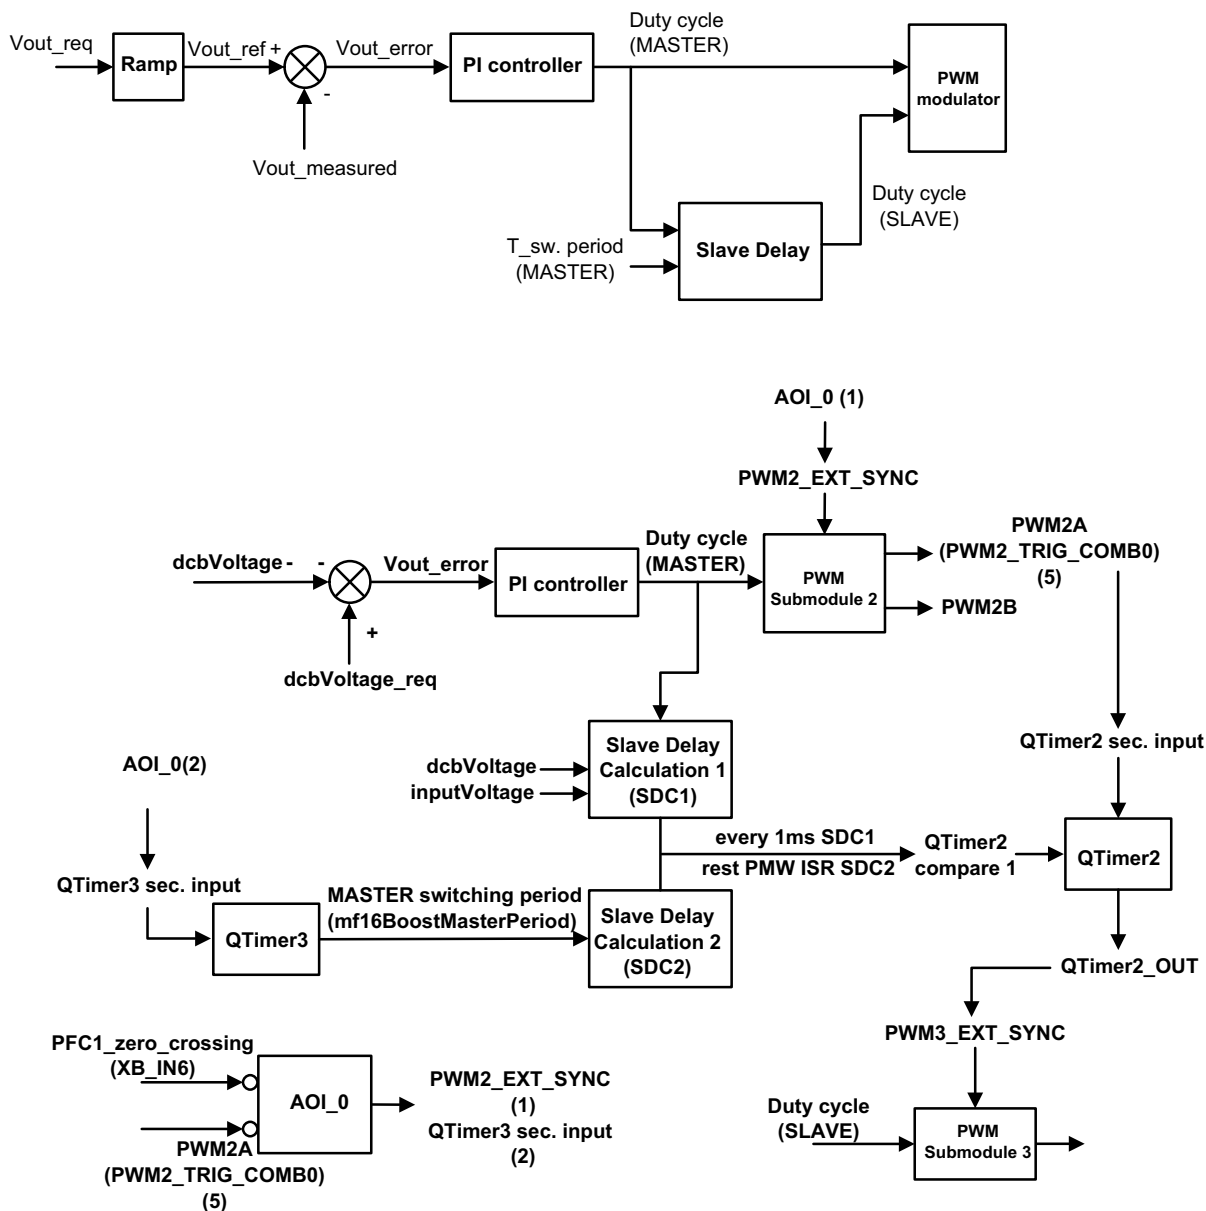 Vout_req
Ramp
Vout_ref +
-
Vout_error
Vout_measured
PI controller
Duty cycle
(MASTER)
PWM
modulator
T_sw. period
(MASTER)
Slave Delay
Duty cycle
(SLAVE)
AOI_0 (1)
PWM2_EXT_SYNC
dcbVoltage -
-
+
dcbVoltage_req
Vout_error
PI controller
Duty cycle
(MASTER)
PWM
Submodule 2
PWM2A
(PWM2_TRIG_COMB0)
(5)
PWM2B
QTimer2 sec. input
dcbVoltage
inputVoltage
Slave Delay
Calculation 1
(SDC1)
AOI_0(2)
QTimer3 sec. input
QTimer3
MASTER switching period
(mf16BoostMasterPeriod)
Slave Delay
Calculation 2
(SDC2)
every 1ms SDC1
rest PMW ISR SDC2
QTimer2
compare 1
QTimer2
QTimer2_OUT
PWM3_EXT_SYNC
Duty cycle
(SLAVE)
PWM
Submodule 3
PFC1_zero_crossing
(XB_IN6)
PWM2A
(PWM2_TRIG_COMB0)
(5)
AOI_0
PWM2_EXT_SYNC
(1)
QTimer3 sec. input
(2)